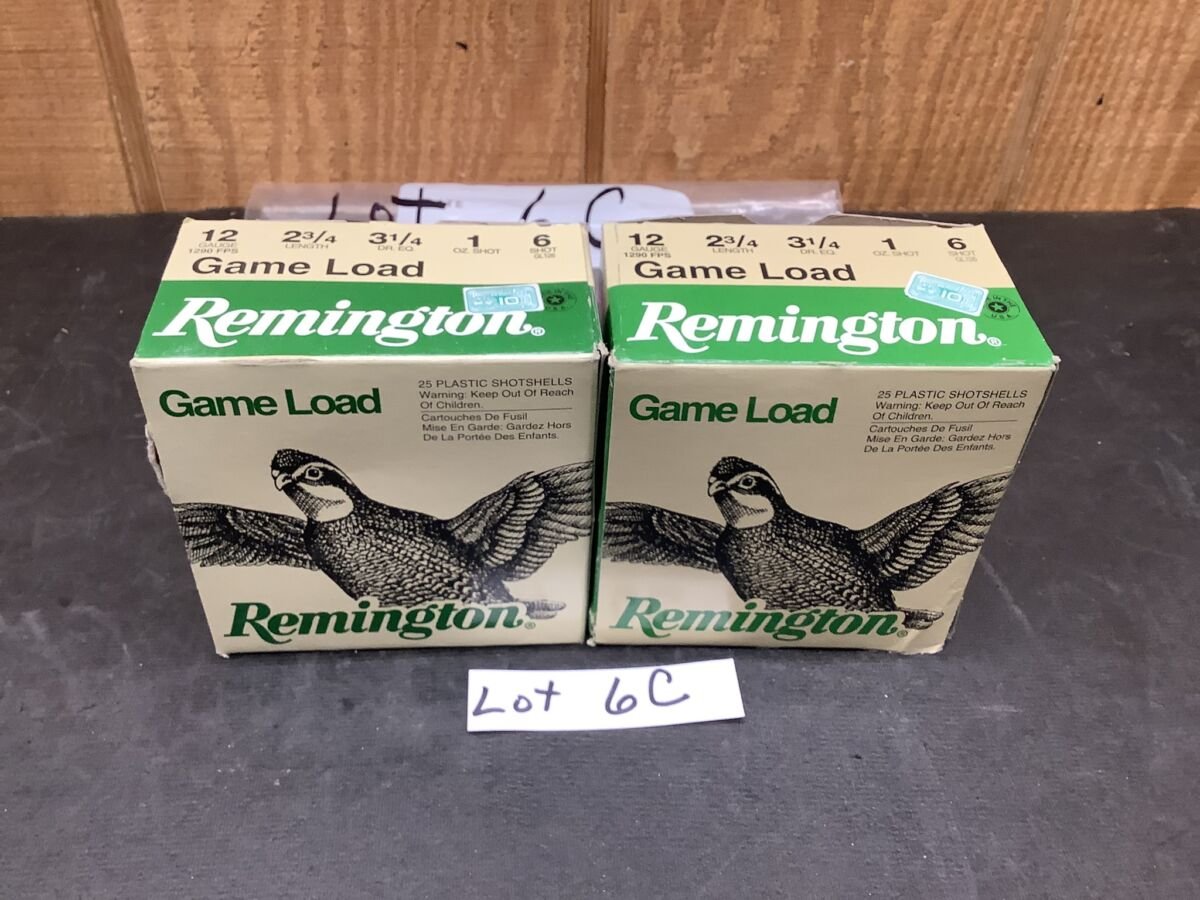 Lot 6C
12 2 3/4 3 1/4 1 6
GAUGE LENGTH DR. EQ. OZ. SHOT SHOT
1290 FPS
Game Load
Remington®
Game Load
25 PLASTIC SHOTSHELLS
Warning: Keep Out Of Reach
Of Children.
Cartouches De Fusil
Mise En Garde: Gardez Hors
De La Portée Des Enfants.
Remington®
12 2 3/4 3 1/4 1 6
GAUGE LENGTH DR. EQ. OZ. SHOT SHOT
1290 FPS
Game Load
Remington®
Game Load
25 PLASTIC SHOTSHELLS
Warning: Keep Out Of Reach
Of Children.
Cartouches De Fusil
Mise En Garde: Gardez Hors
De La Portée Des Enfants.
Remington®
Lot 6C